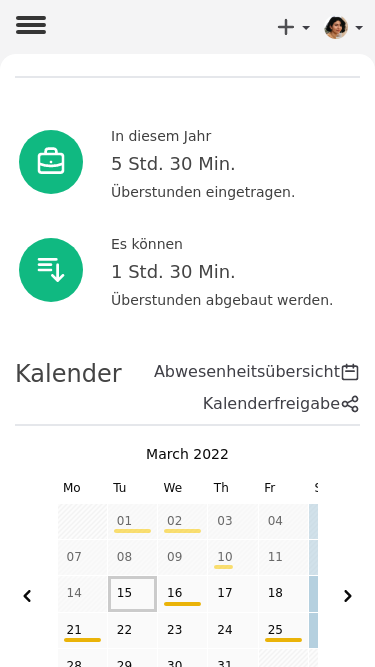 In diesem Jahr
5 Std. 30 Min.
Überstunden eingetragen.
Es können
1 Std. 30 Min.
Überstunden abgebaut werden.
Kalender
Abwesenheitsübersicht
Kalenderfreigabe
March 2022
Mo Tu We Th Fr
01 02 03 04
07 08 09 10 11
14 15 16 17 18
21 22 23 24 25
28 29 30 31